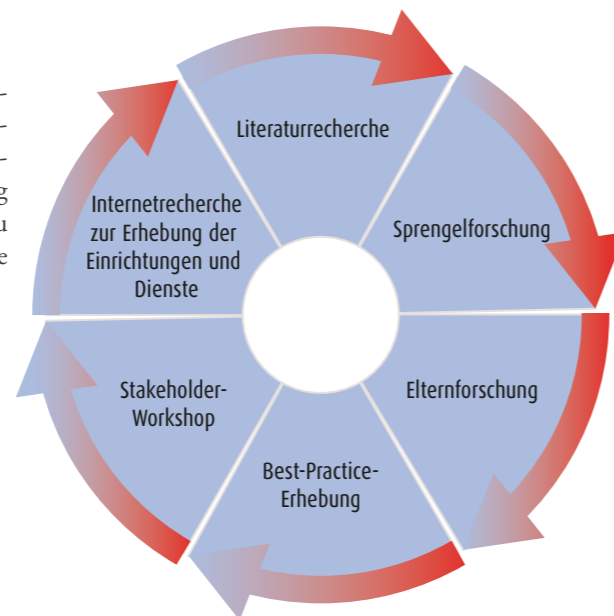 –
–
–
g
u
e
Literaturrecherche
Sprengelforschung
Elternforschung
Best-Practice-
Erhebung
Stakeholder-
Workshop
Internetrecherche
zur Erhebung der
Einrichtungen und
Dienste